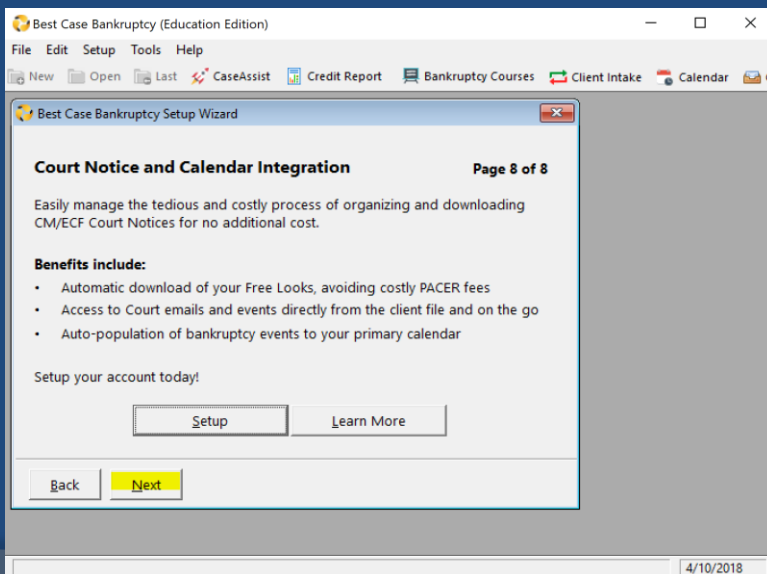 Best Case Bankruptcy (Education Edition)
File Edit Setup Tools Help
New Open Last CaseAssist Credit Report Bankruptcy Courses Client Intake Calendar
Best Case Bankruptcy Setup Wizard
Court Notice and Calendar Integration Page 8 of 8
Easily manage the tedious and costly process of organizing and downloading
CM/ECF Court Notices for no additional cost.
Benefits include:
• Automatic download of your Free Looks, avoiding costly PACER fees
• Access to Court emails and events directly from the client file and on the go
• Auto-population of bankruptcy events to your primary calendar
Setup your account today!
Setup Learn More
Back Next
4/10/2018